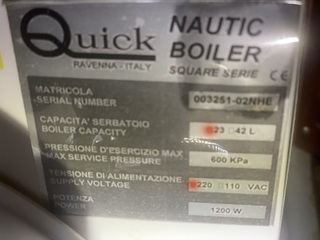 Quick
RAVENNA - ITALY
NAUTIC
BOILER
SQUARE SERIE CE
MATRICOLA
SERIAL NUMBER 003251-02NHE
CAPACITA' SERBATOIO
BOILER CAPACITY 23 42 L
PRESSIONE D'ESERCIZIO MAX
MAX SERVICE PRESSURE 600 KPa
TENSIONE DI ALIMENTAZIONE
SUPPLY VOLTAGE 220 110 VAC
POTENZA
POWER 1200 W